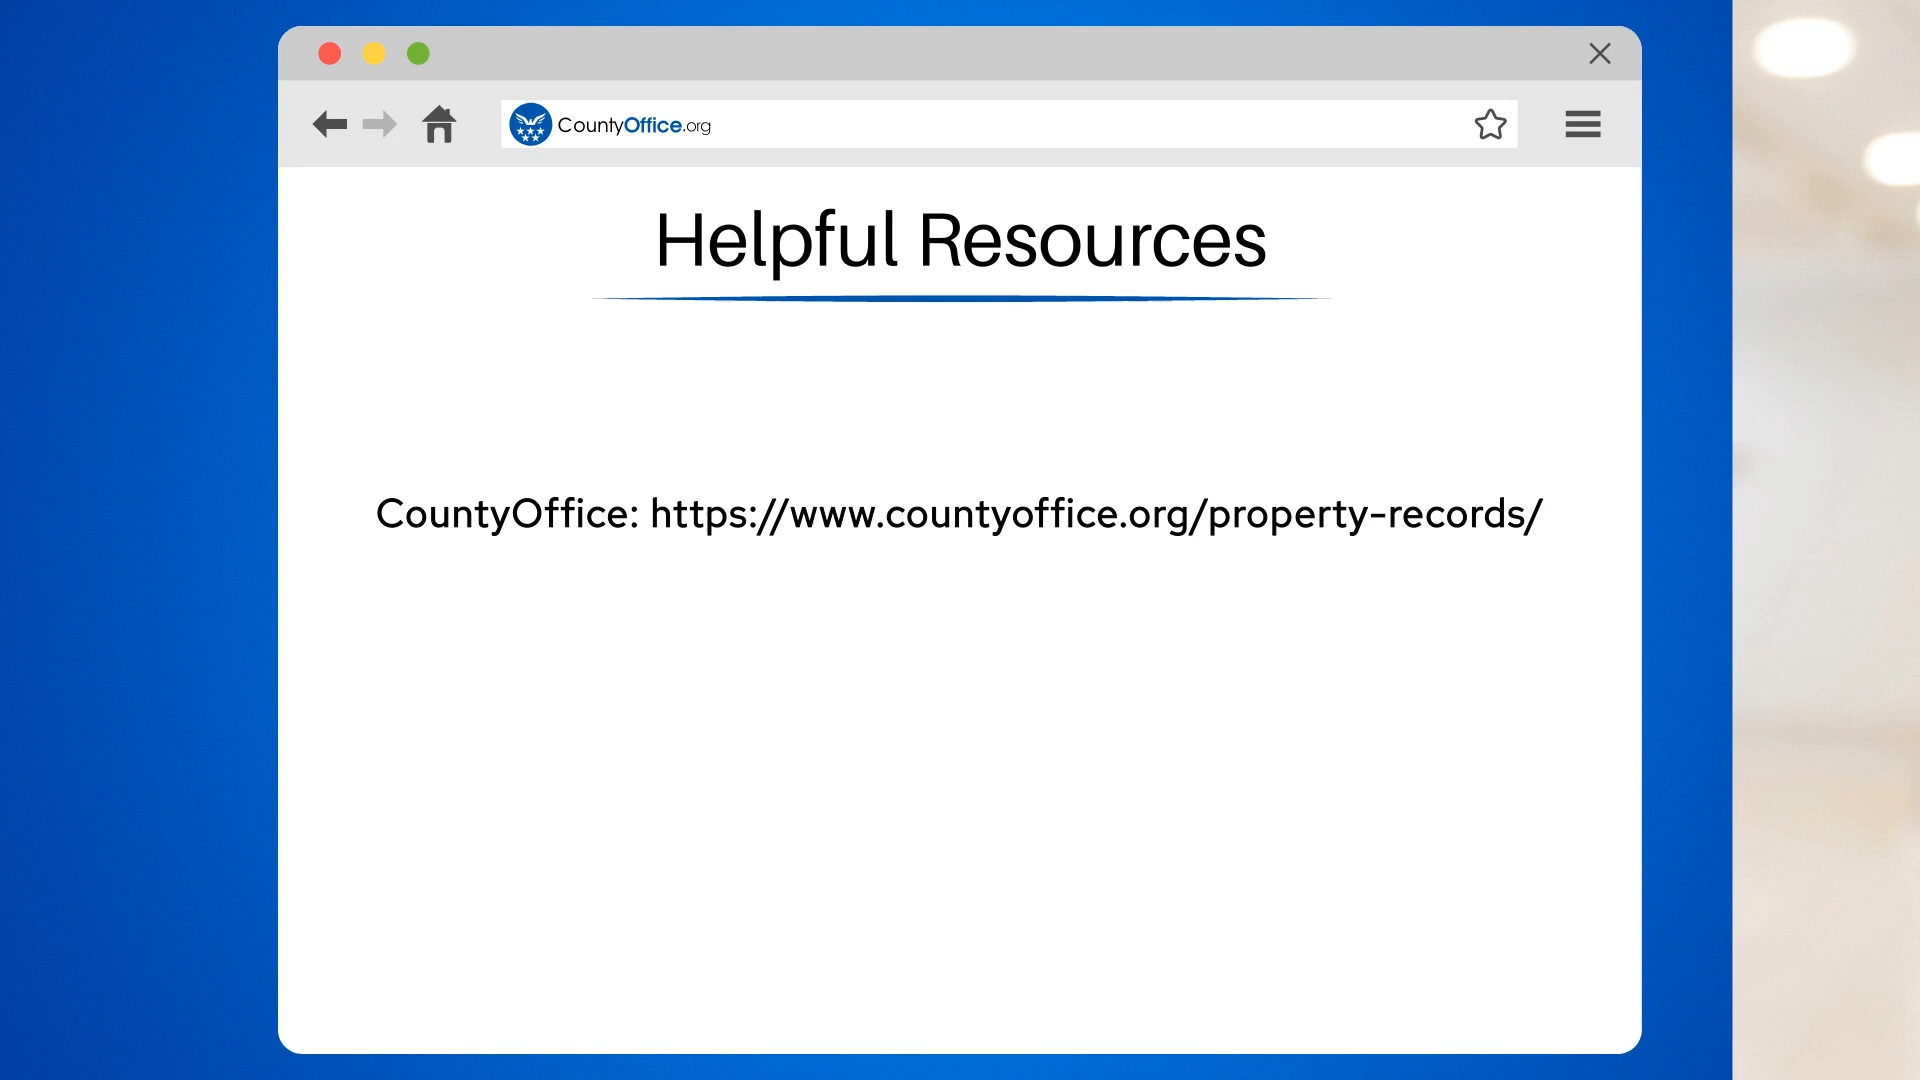 CountyOffice.org
Helpful Resources
CountyOffice: https://www.countyoffice.org/property-records/